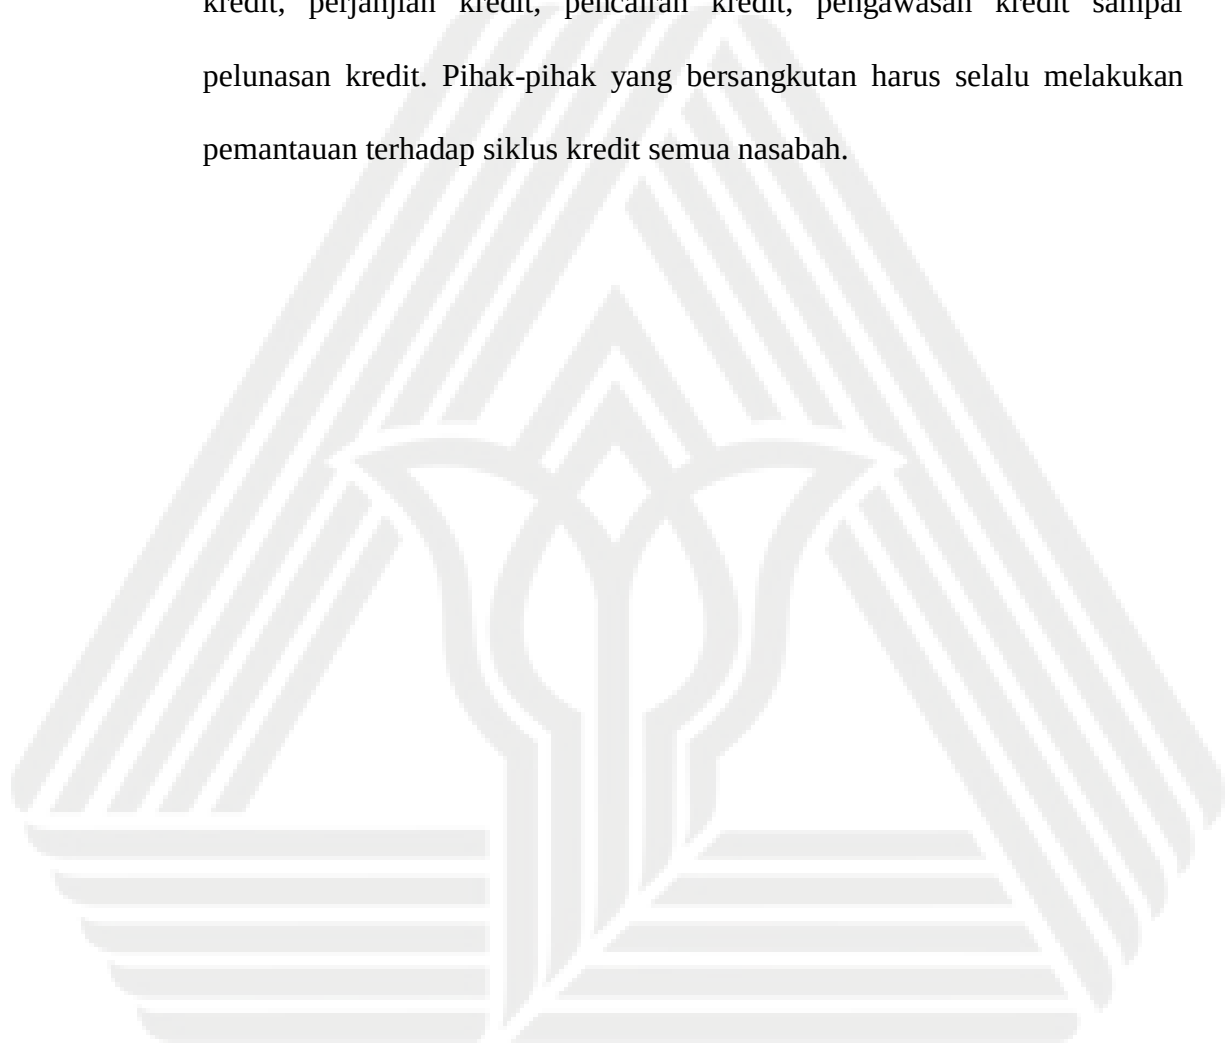 kredit, perjanjian kredit, pencairan kredit, pengawasan kredit sampai
pelunasan kredit. Pihak-pihak yang bersangkutan harus selalu melakukan
pemantauan terhadap siklus kredit semua nasabah.